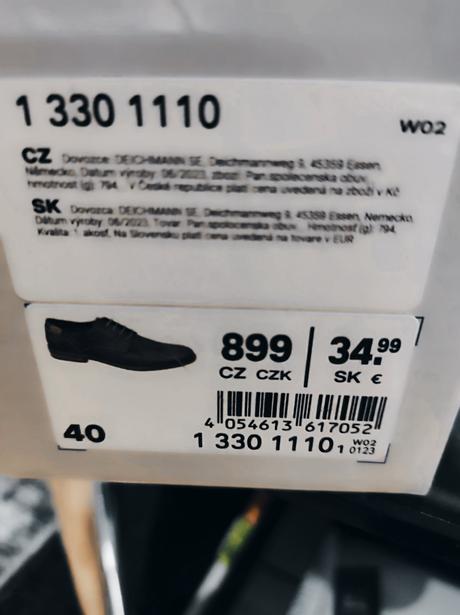 1 330 1110
W02
CZ Dovozce: DEICHMANN SE, Deichmannweg 9, 45359 Essen,
Německo, Datum výroby: 06/2023, zboží: Pan.spolecenska obuv,
hmotnost (g): 794, V České republice platí cena uvedená na zboží v Kč
SK Dovozca: DEICHMANN SE, Deichmannweg 9, 45359 Essen, Nemecko,
Dátum výroby: 06/2023, Tovar: Pan.spolocenska obuv, Hmotnosť (g): 794,
Kvalita: 1. akosť, Na Slovensku platí cena uvedená na tovare v EUR
899
CZ CZK
34.99
SK €
4 054613 617052
40
1 330 1110 1 W02
0123